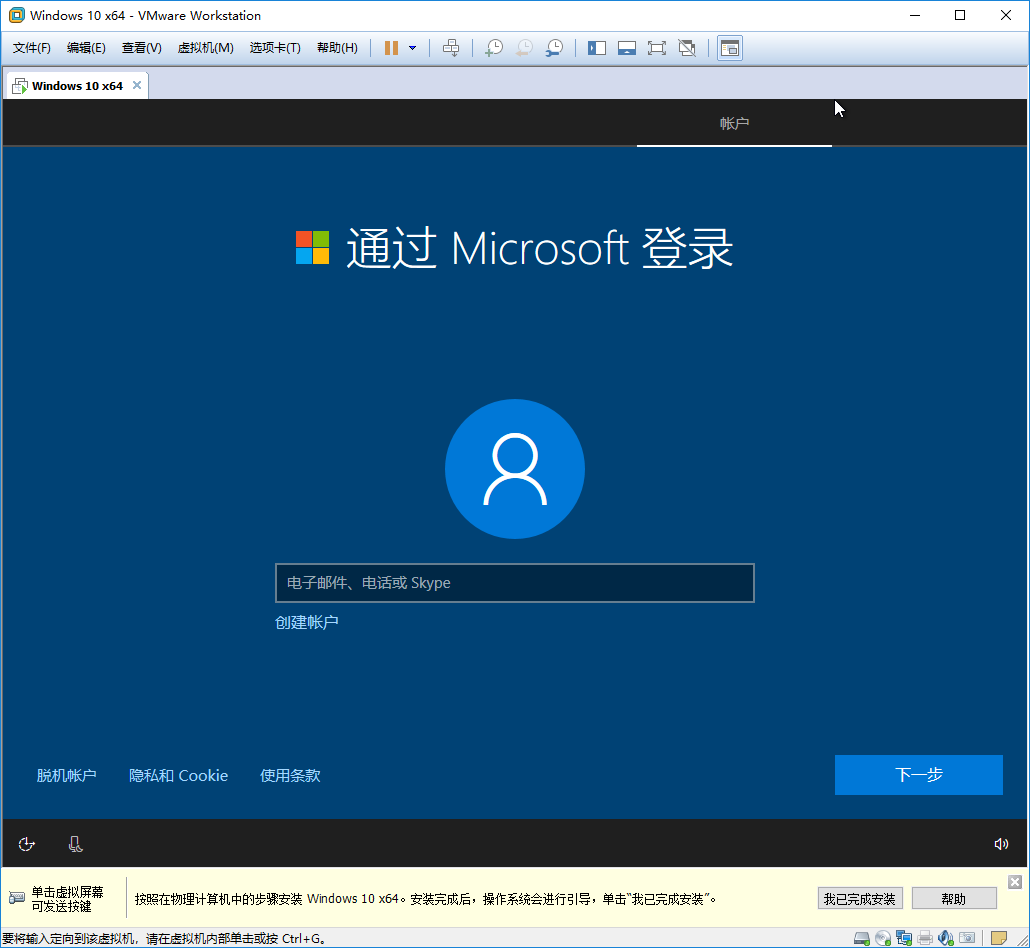 Windows 10 x64 - VMware Workstation
文件(F) 编辑(E) 查看(V) 虚拟机(M) 选项卡(T) 帮助(H)
Windows 10 x64
帐户
通过 Microsoft 登录
电子邮件、电话或 Skype
创建帐户
脱机帐户 隐私和 Cookie 使用条款
下一步
单击虚拟屏幕
可发送按键
按照在物理计算机中的步骤安装 Windows 10 x64。安装完成后，操作系统会进行引导，单击“我已完成安装”。
我已完成安装 帮助
要将输入定向到该虚拟机，请在虚拟机内部单击或按 Ctrl+G。